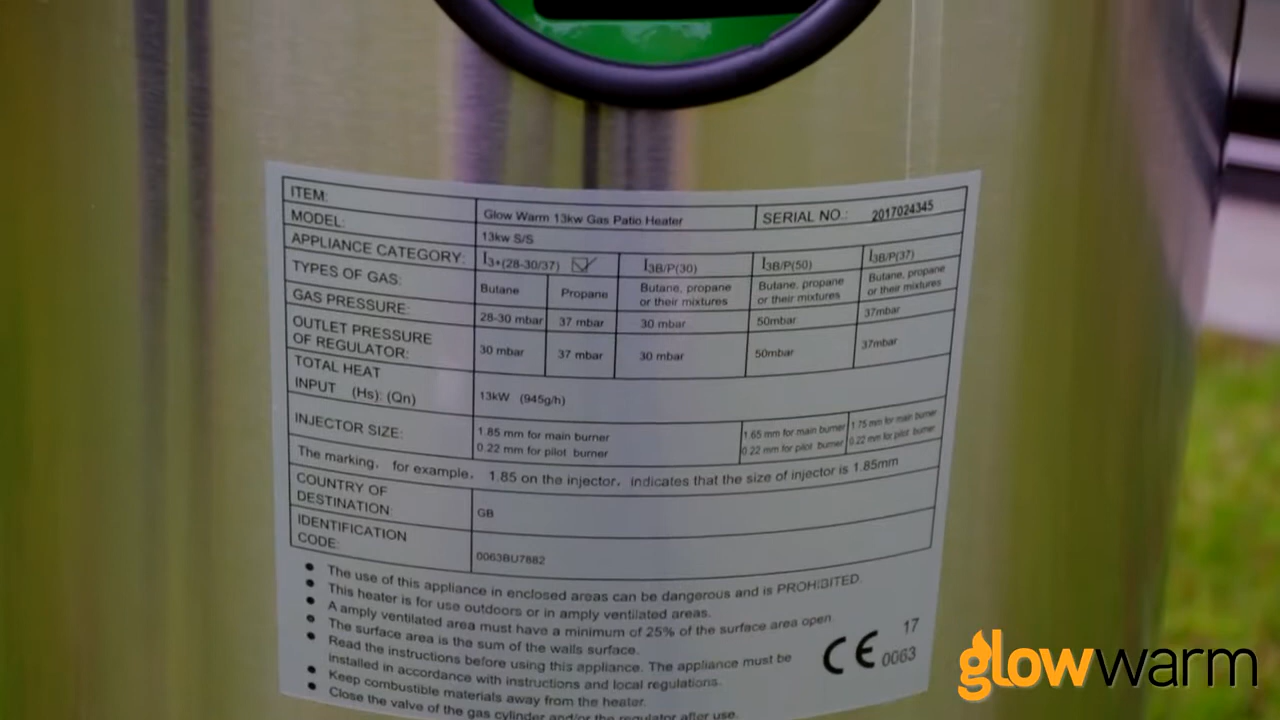 ITEM: Glow Warm 13kw Gas Patio Heater SERIAL NO.: 2017024345
MODEL: 13kw S/S
APPLIANCE CATEGORY: I3+(28-30/37) I3B/P(30) I3B/P(50) I3B/P(37)
TYPES OF GAS: Butane Propane Butane, propane or their mixtures Butane, propane or their mixtures Butane, propane or their mixtures
GAS PRESSURE: 28-30 mbar 37 mbar 30 mbar 50mbar 37mbar
OUTLET PRESSURE OF REGULATOR: 30 mbar 37 mbar 30 mbar 50mbar 37mbar
TOTAL HEAT INPUT (Hs): (Qn) 13kW (945g/h)
INJECTOR SIZE: 1.85 mm for main burner 1.65 mm for main burner 1.75 mm for main burner
0.22 mm for pilot burner 0.22 mm for pilot burner 0.22 mm for pilot burner
The marking, for example, 1.85 on the injector, indicates that the size of injector is 1.85mm
COUNTRY OF DESTINATION: GB
IDENTIFICATION CODE: 0063BU7882
• The use of this appliance in enclosed areas can be dangerous and is PROHIBITED.
• This heater is for use outdoors or in amply ventilated areas.
• A amply ventilated area must have a minimum of 25% of the surface area open.
• The surface area is the sum of the walls surface.
• Read the instructions before using this appliance. The appliance must be
installed in accordance with instructions and local regulations.
• Keep combustible materials away from the heater.
• Close the valve of the gas cylinder and/or the regulator after use.
CE 17
0063
glowwarm